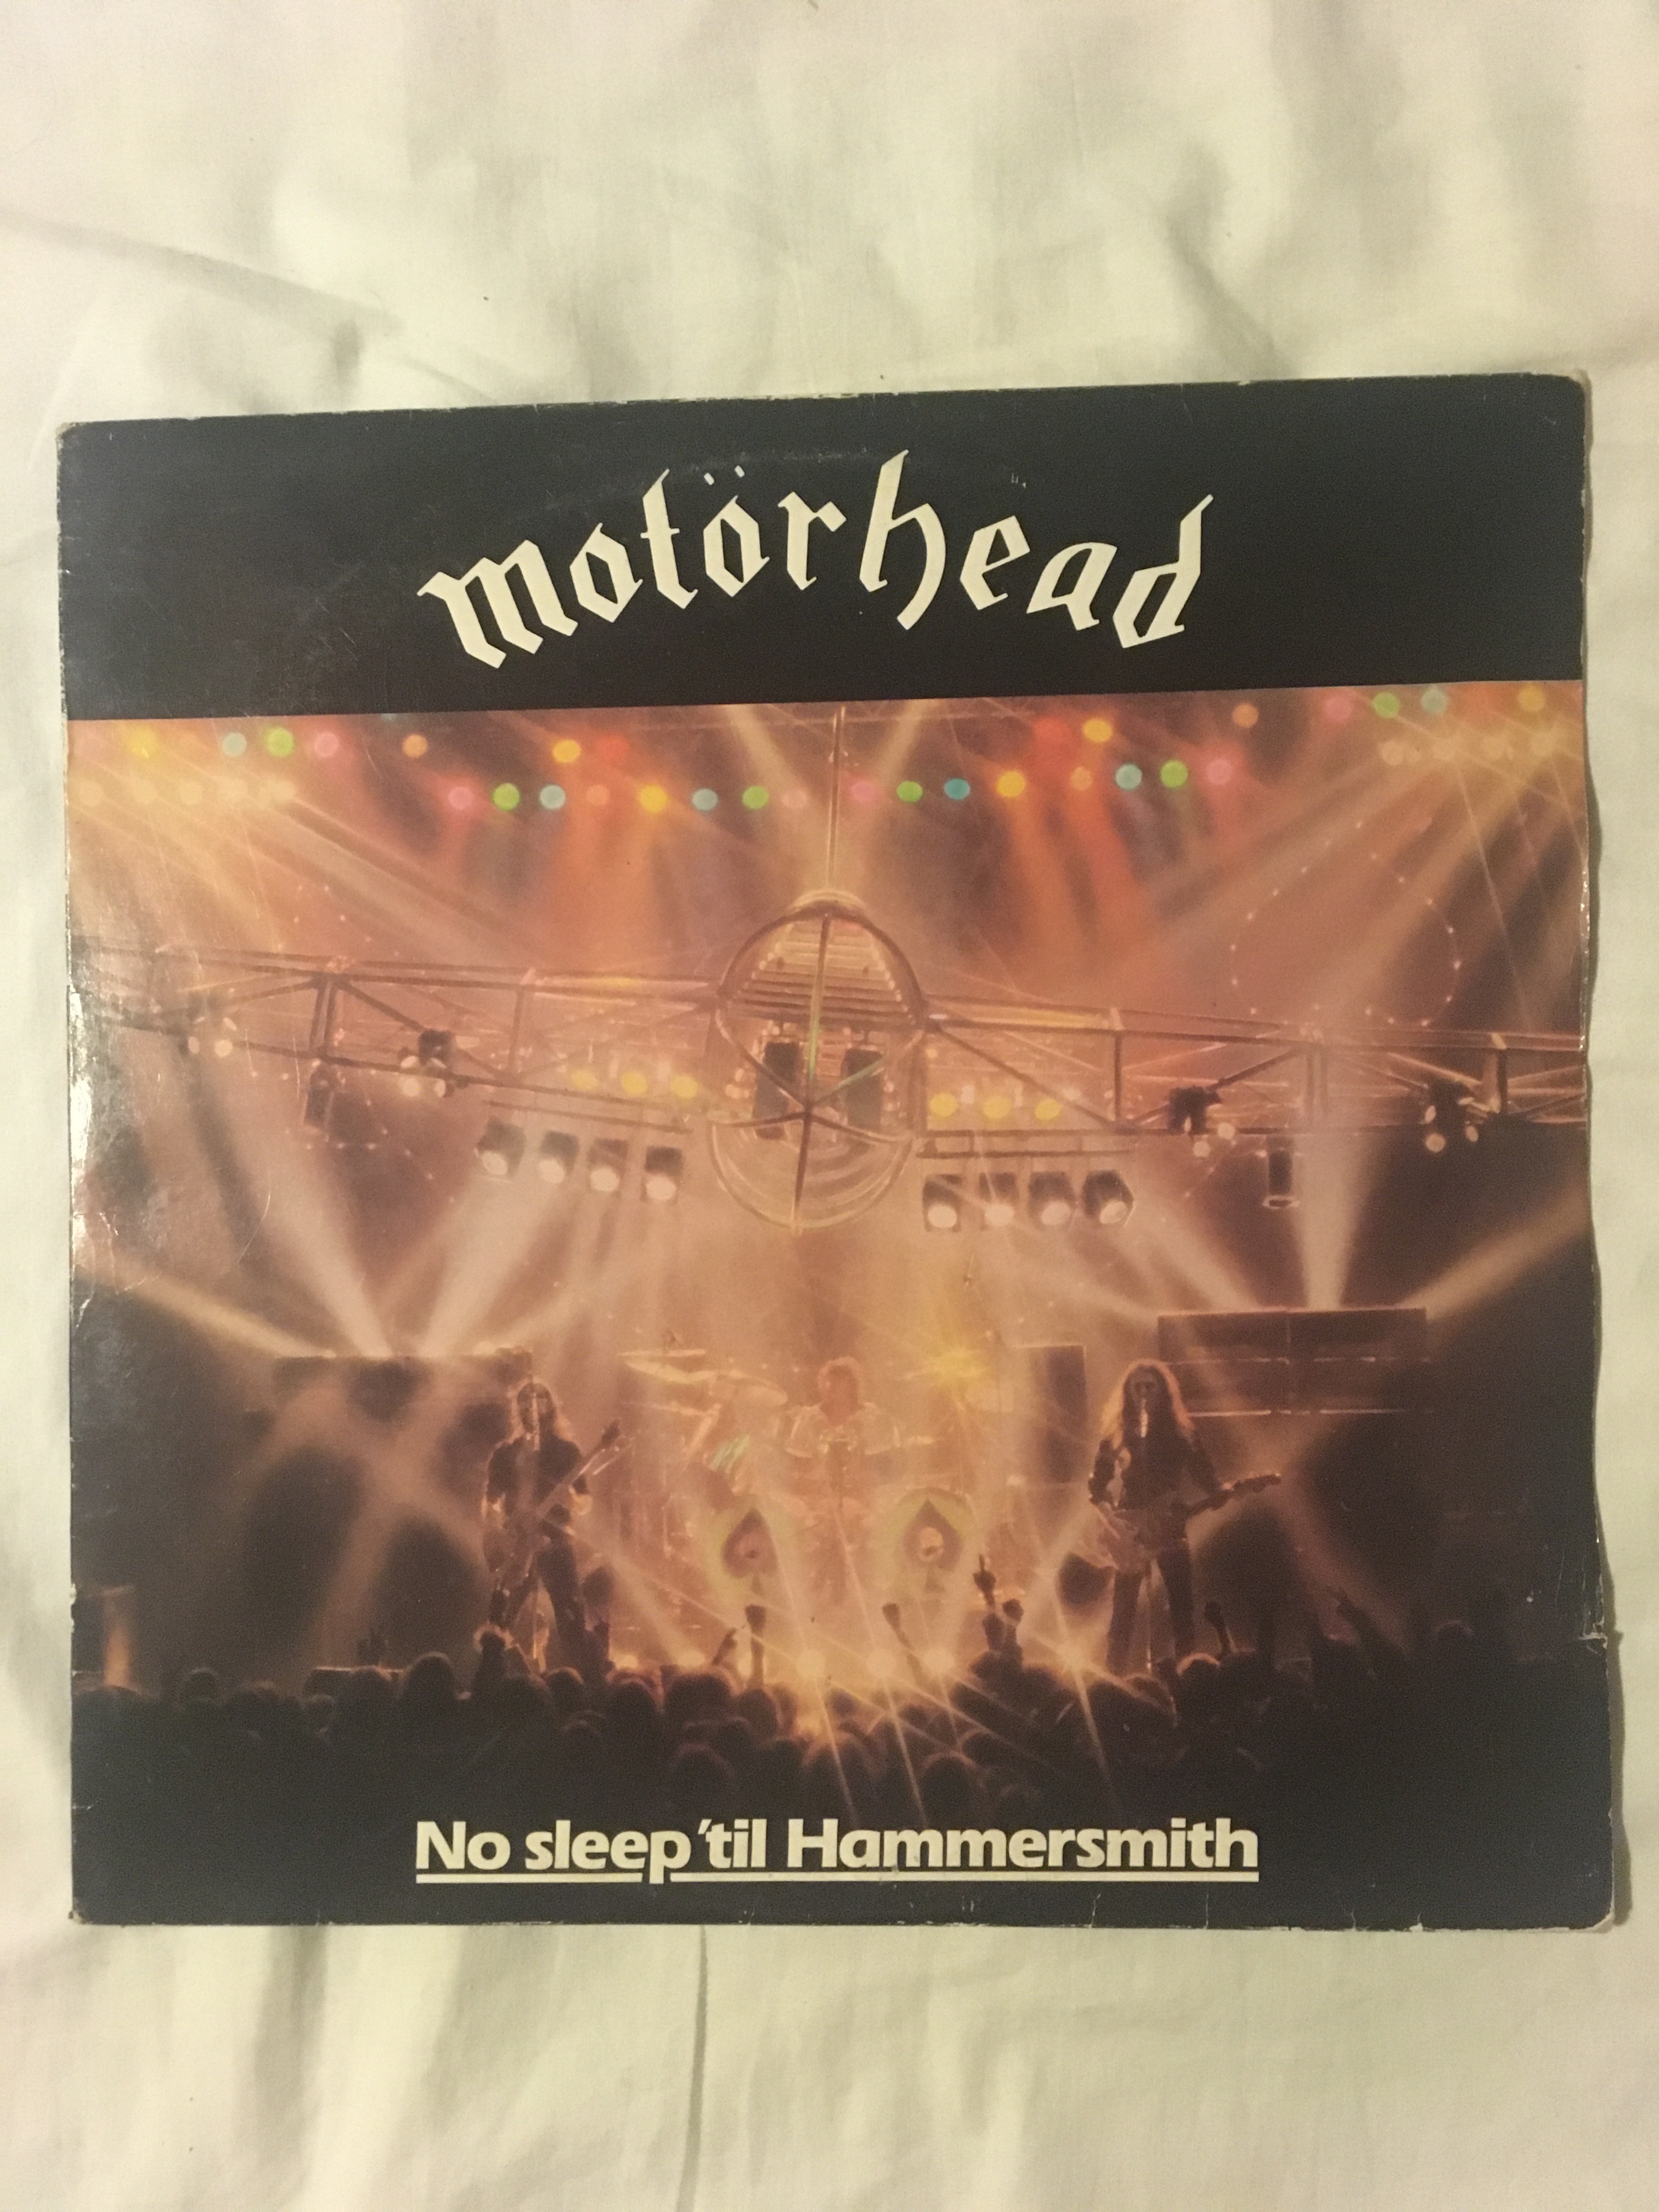 motörhead
No sleep 'til Hammersmith